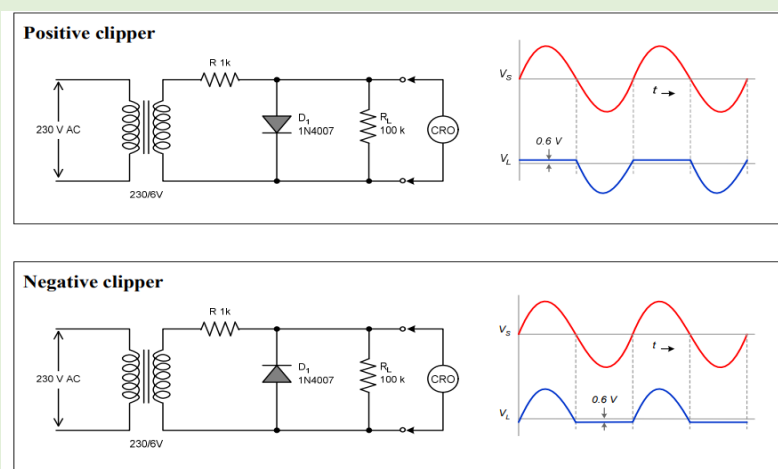 Positive clipper
R 1k
230 V AC
D1
1N4007
RL
100 k
CRO
230/6V
VS
t
0.6 V
VL
Negative clipper
R 1k
230 V AC
D1
1N4007
RL
100 k
CRO
230/6V
VS
t
0.6 V
VL